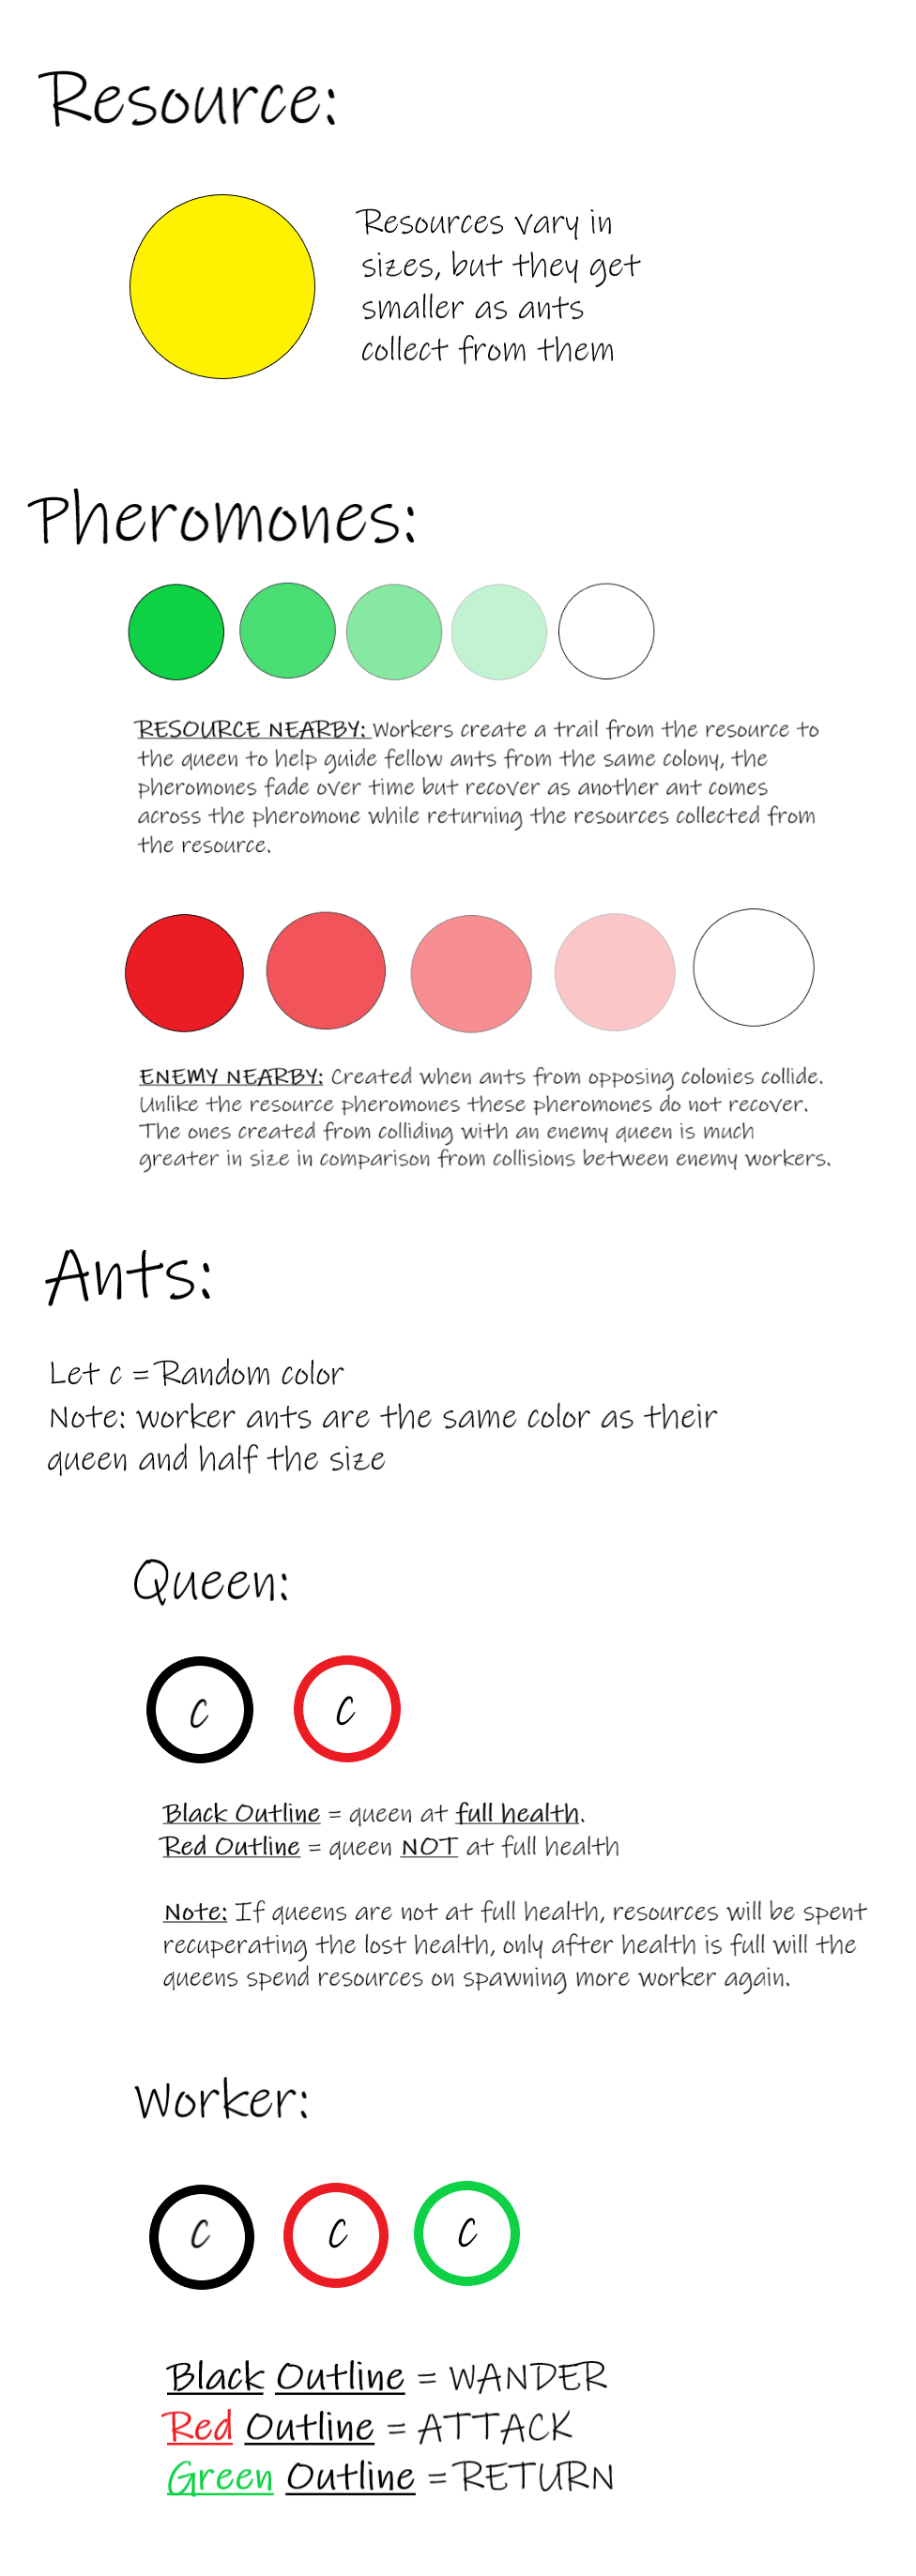 Resource:
Resources vary in
sizes, but they get
smaller as ants
collect from them
Pheromones:
RESOURCE NEARBY: Workers create a trail from the resource to
the queen to help guide fellow ants from the same colony, the
pheromones fade over time but recover as another ant comes
across the pheromone while returning the resources collected from
the resource.
ENEMY NEARBY: Created when ants from opposing colonies collide.
Unlike the resource pheromones these pheromones do not recover.
The ones created from colliding with an enemy queen is much
greater in size in comparison from collisions between enemy workers.
Ants:
Let c = Random color
Note: worker ants are the same color as their
queen and half the size
Queen:
C C
Black Outline = queen at full health.
Red Outline = queen NOT at full health
Note: If queens are not at full health, resources will be spent
recuperating the lost health, only after health is full will the
queens spend resources on spawning more worker again.
Worker:
C C C
Black Outline = WANDER
Red Outline = ATTACK
Green Outline = RETURN